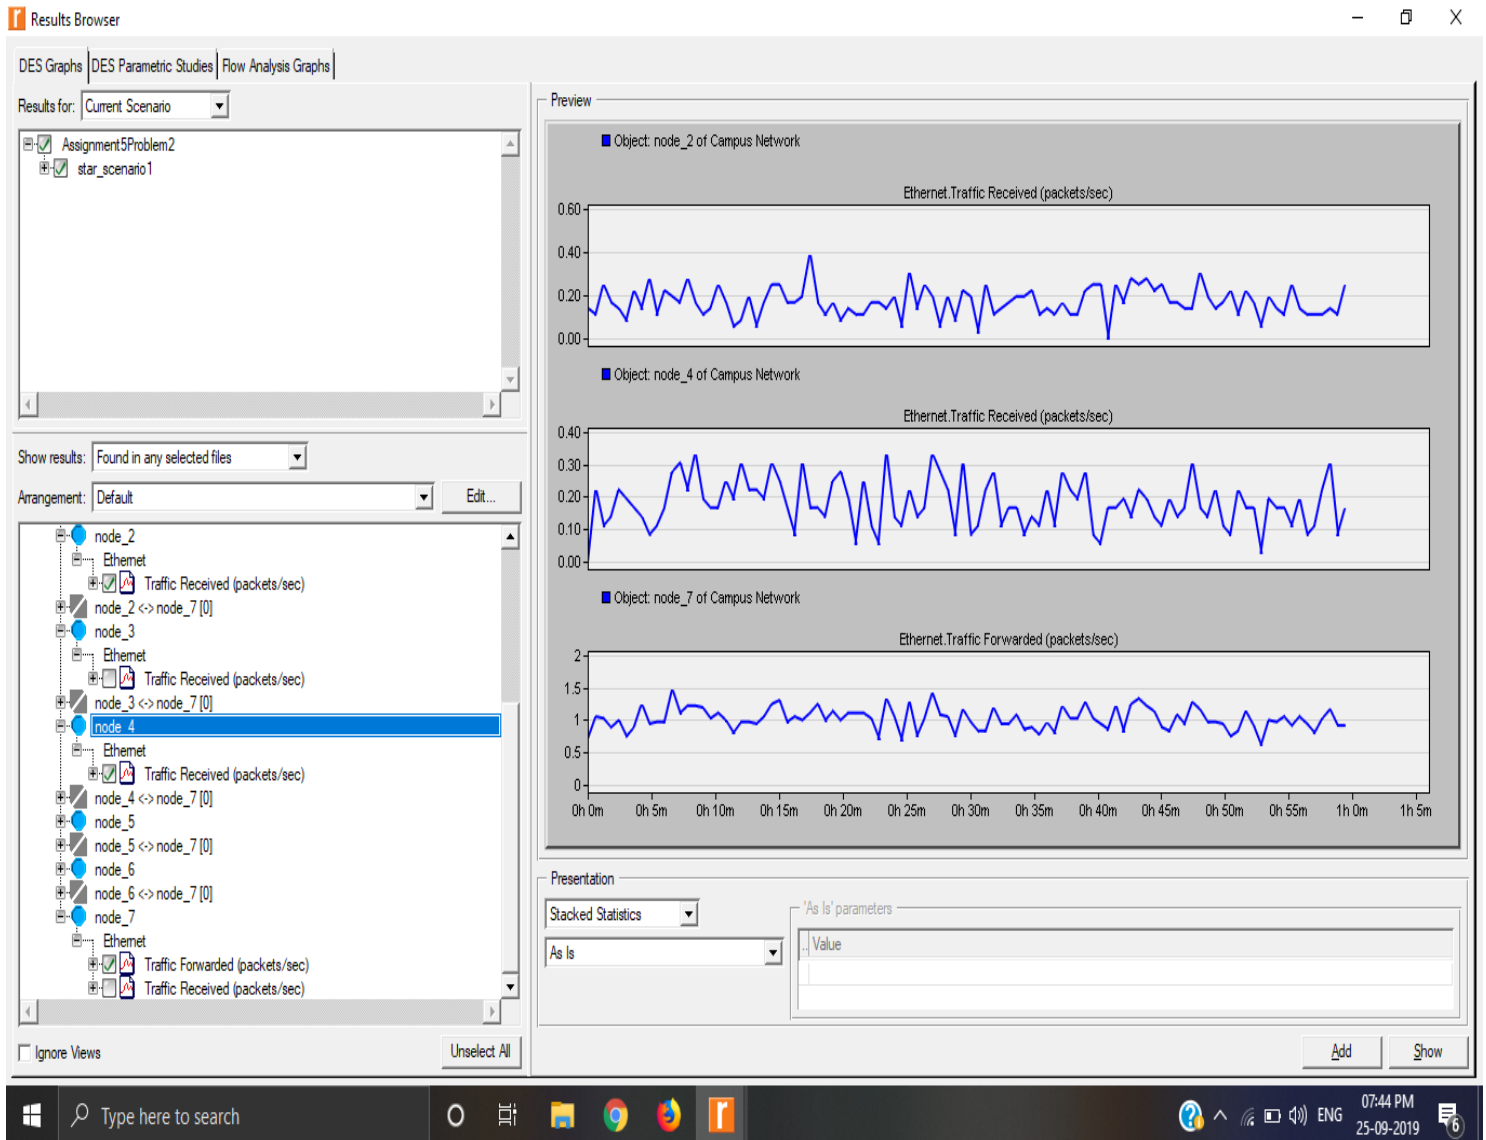 Results Browser
DES Graphs DES Parametric Studies Flow Analysis Graphs
Results for: Current Scenario
Assignment5Problem2
star_scenario1
Show results: Found in any selected files
Arrangement: Default Edit...
node_2
Ethernet
Traffic Received (packets/sec)
node_2 <-> node_7 [0]
node_3
Ethernet
Traffic Received (packets/sec)
node_3 <-> node_7 [0]
node_4
Ethernet
Traffic Received (packets/sec)
node_4 <-> node_7 [0]
node_5
node_5 <-> node_7 [0]
node_6
node_6 <-> node_7 [0]
node_7
Ethernet
Traffic Forwarded (packets/sec)
Traffic Received (packets/sec)
Ignore Views Unselect All
Preview
Object: node_2 of Campus Network
Ethernet.Traffic Received (packets/sec)
0.60
0.40
0.20
0.00
Object: node_4 of Campus Network
Ethernet.Traffic Received (packets/sec)
0.40
0.30
0.20
0.10
0.00
Object: node_7 of Campus Network
Ethernet.Traffic Forwarded (packets/sec)
2
1.5
1
0.5
0
0h 0m 0h 5m 0h 10m 0h 15m 0h 20m 0h 25m 0h 30m 0h 35m 0h 40m 0h 45m 0h 50m 0h 55m 1h 0m 1h 5m
Presentation
Stacked Statistics
As Is
'As Is' parameters
.. Value
Add Show
Type here to search
ENG
07:44 PM
25-09-2019
6